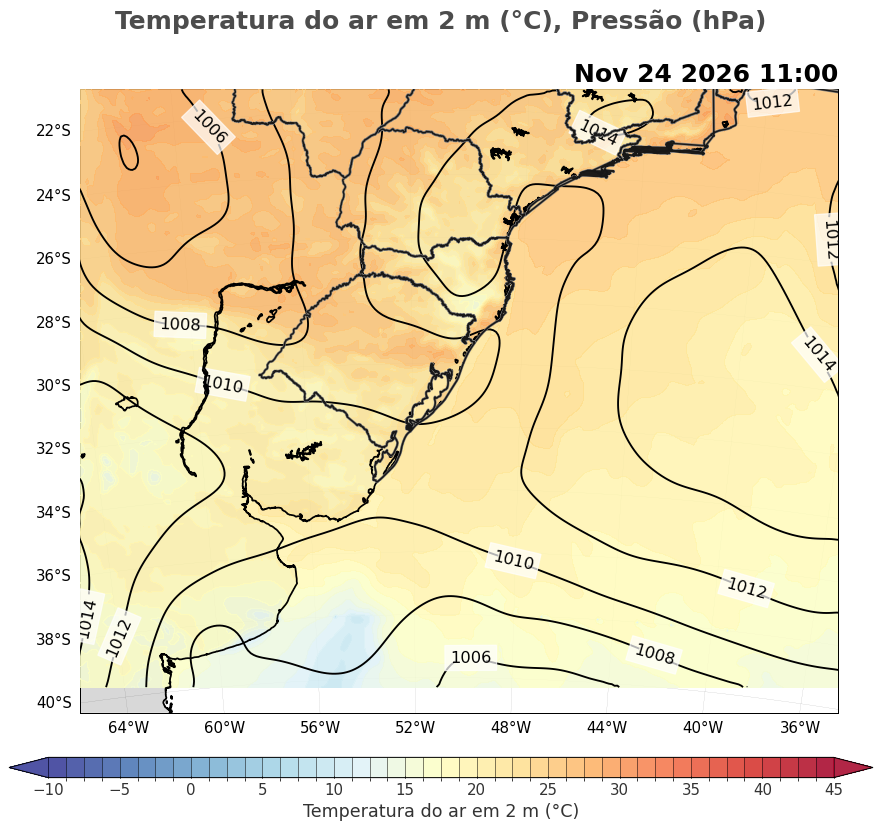 Temperatura do ar em 2 m (°C), Pressão (hPa)
Nov 24 2026 11:00
1006
1014
1012
1012
1008
1010
1014
1010
1012
1014
1012
1008
1006
22°S
24°S
26°S
28°S
30°S
32°S
34°S
36°S
38°S
40°S
64°W 60°W 56°W 52°W 48°W 44°W 40°W 36°W
−10 −5 0 5 10 15 20 25 30 35 40 45
Temperatura do ar em 2 m (°C)